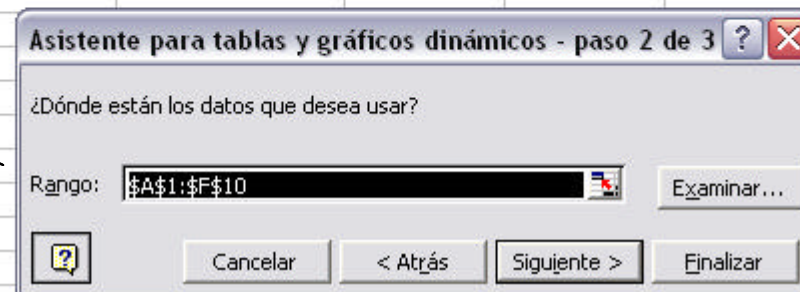 Asistente para tablas y gráficos dinámicos - paso 2 de 3
¿Dónde están los datos que desea usar?
Rango: $A$1:$F$10 Examinar...
Cancelar < Atrás Siguiente > Finalizar